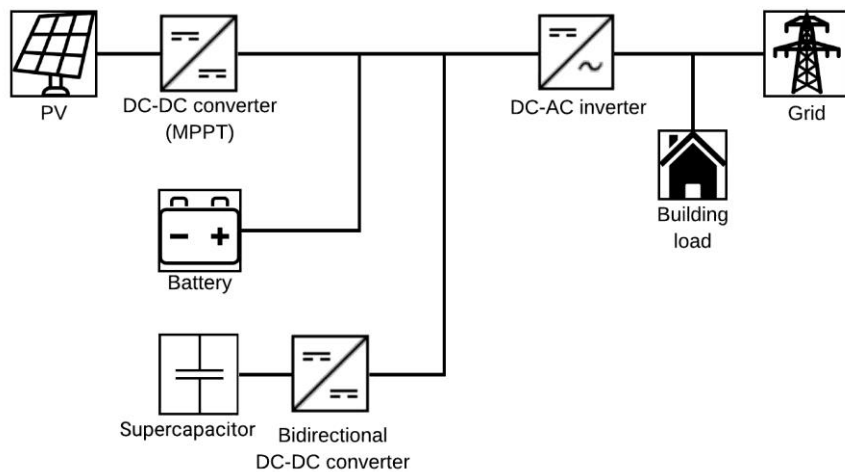 PV
DC-DC converter
(MPPT)
DC-AC inverter
Grid
Building
load
Battery
Supercapacitor
Bidirectional
DC-DC converter